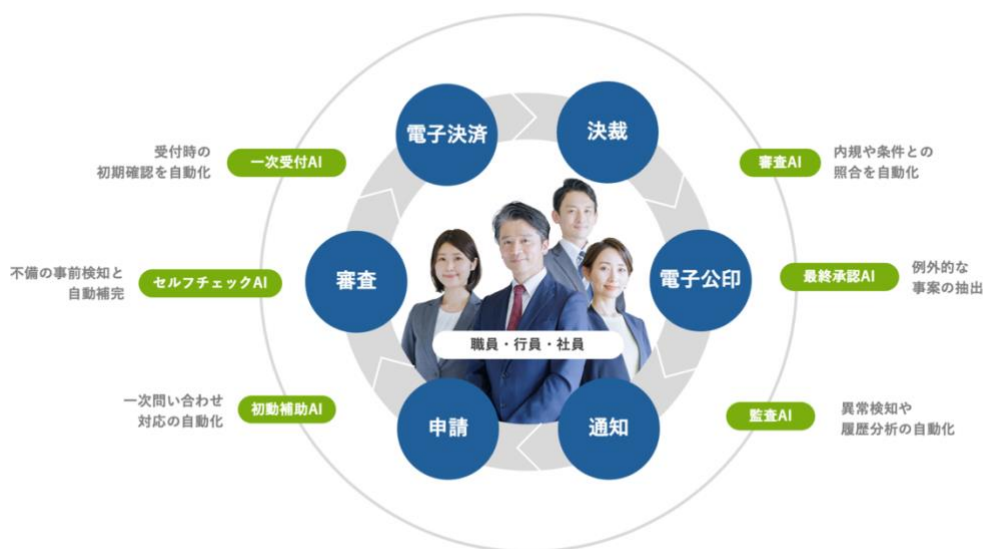 電子決済
決裁
受付時の
初期確認を自動化
一次受付AI
審査AI
内規や条件との
照合を自動化
不備の事前検知と
自動補完
セルフチェックAI
審査
電子公印
最終承認AI
例外的な
事案の抽出
職員・行員・社員
一次問い合わせ
対応の自動化
初動補助AI
申請
通知
監査AI
異常検知や
履歴分析の自動化